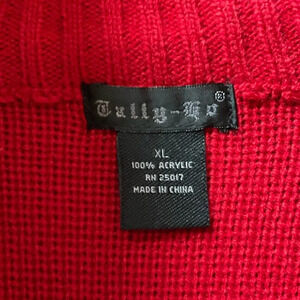 Tally-Ho®
XL
100% ACRYLIC
RN 25017
MADE IN CHINA